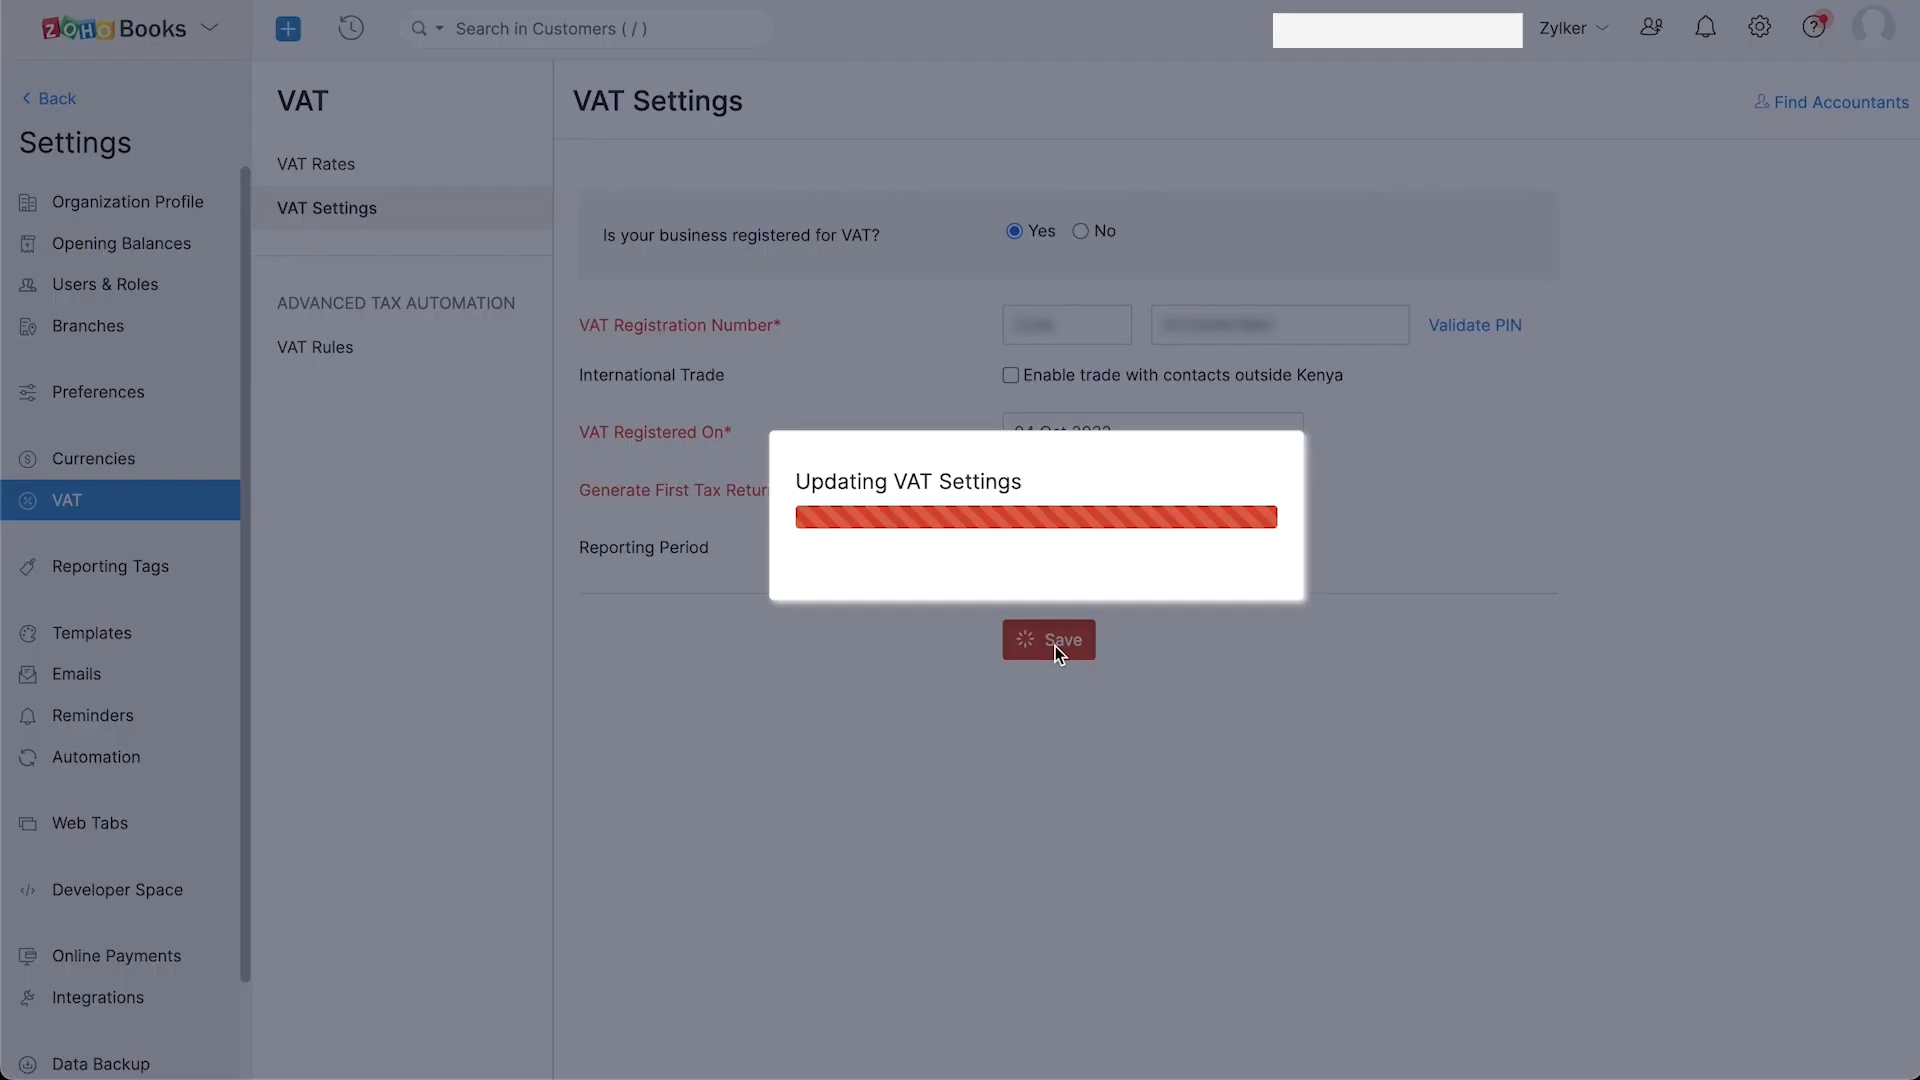 ZOHO Books
Search in Customers ( / )
Zylker
Back
Settings
Organization Profile
Opening Balances
Users & Roles
Branches
Preferences
Currencies
VAT
Reporting Tags
Templates
Emails
Reminders
Automation
Web Tabs
Developer Space
Online Payments
Integrations
Data Backup
VAT
VAT Rates
VAT Settings
ADVANCED TAX AUTOMATION
VAT Rules
VAT Settings
Find Accountants
Is your business registered for VAT?
Yes
No
VAT Registration Number*
Validate PIN
International Trade
Enable trade with contacts outside Kenya
VAT Registered On*
Generate First Tax Retur
Reporting Period
Updating VAT Settings
Save